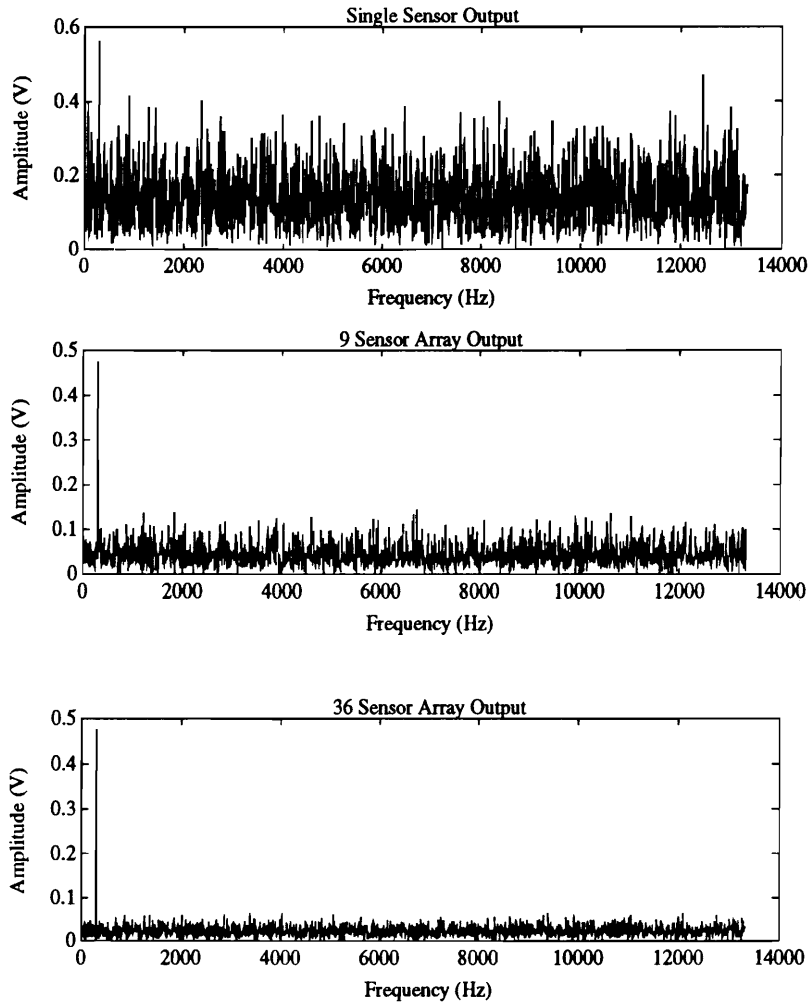 Single Sensor Output
0.6
0.4
0.2
0
Amplitude (V)
0 2000 4000 6000 8000 10000 12000 14000
Frequency (Hz)
9 Sensor Array Output
0.5
0.4
0.3
0.2
0.1
0
Amplitude (V)
0 2000 4000 6000 8000 10000 12000 14000
Frequency (Hz)
36 Sensor Array Output
0.5
0.4
0.3
0.2
0.1
0
Amplitude (V)
0 2000 4000 6000 8000 10000 12000 14000
Frequency (Hz)